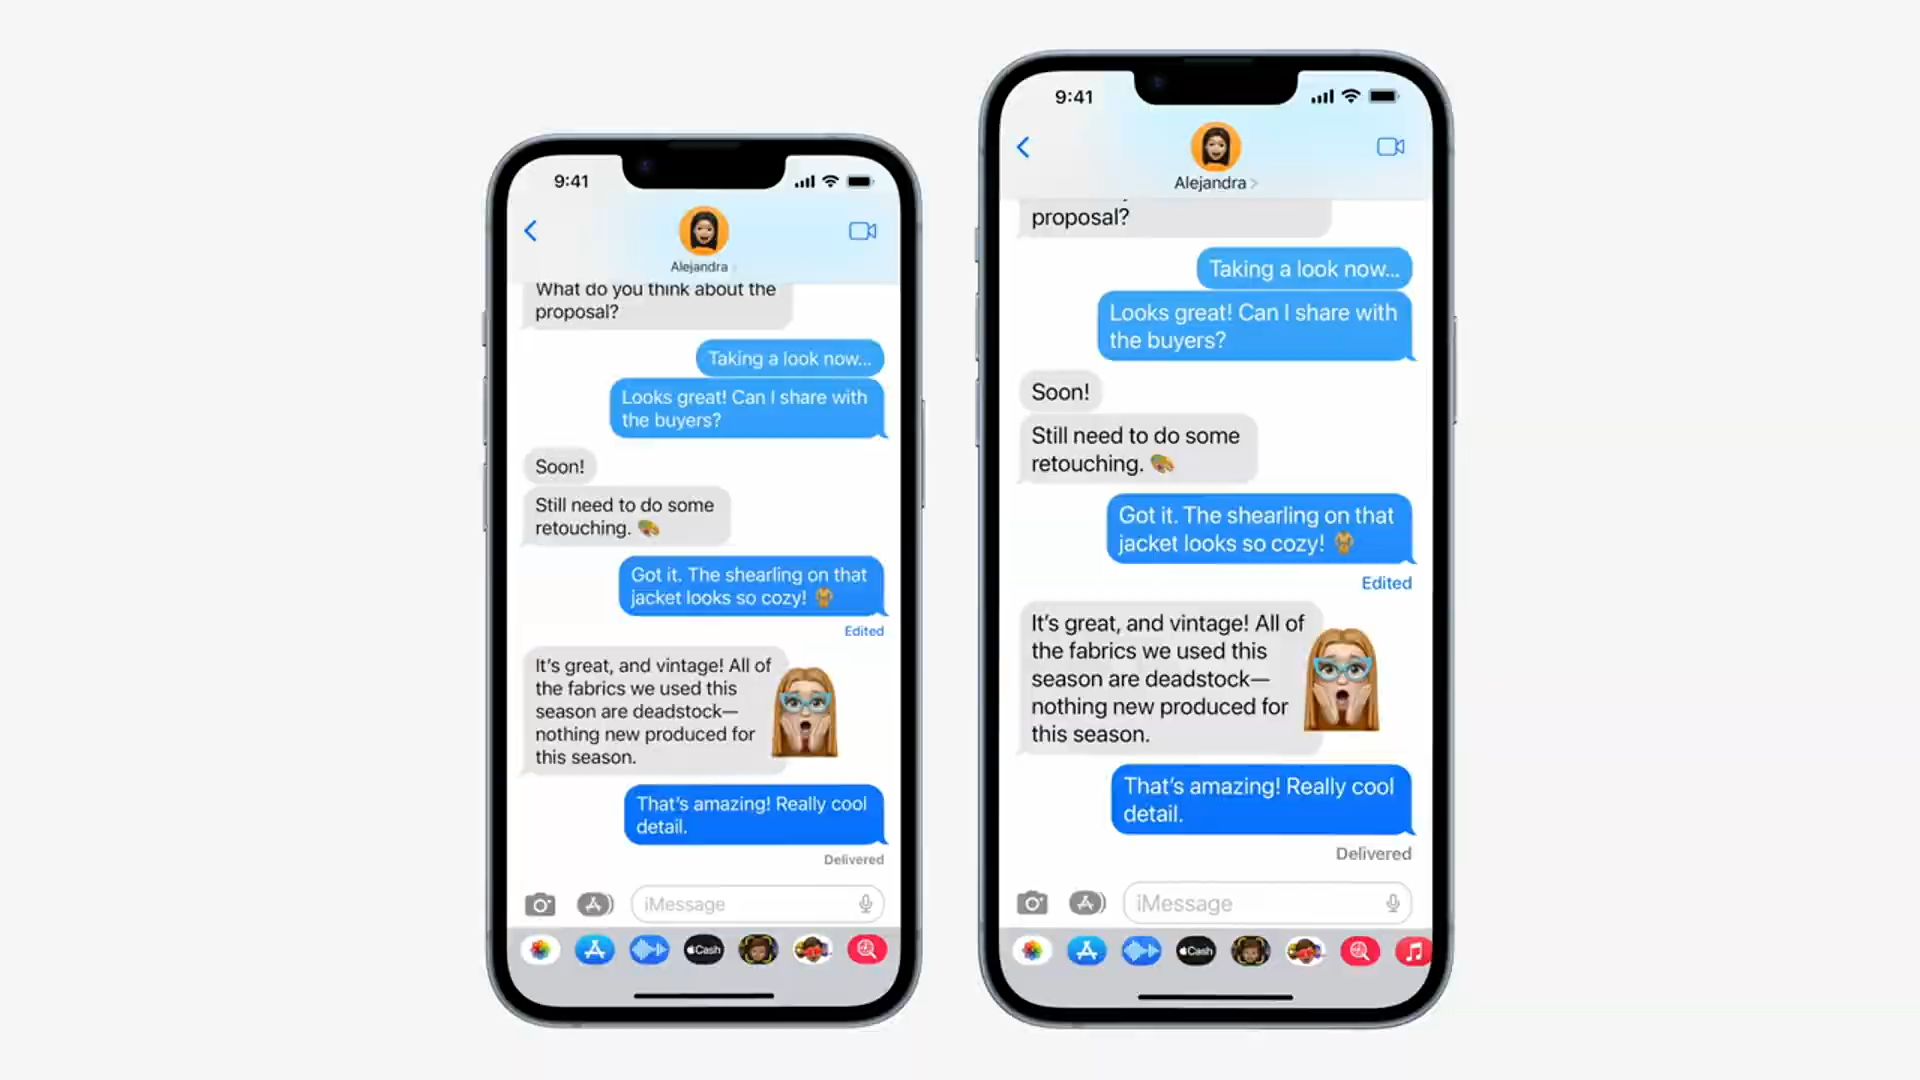 9:41
Alejandra
What do you think about the
proposal?
Taking a look now...
Looks great! Can I share with
the buyers?
Soon!
Still need to do some
retouching. 🎨
Got it. The shearling on that
jacket looks so cozy! 🧥
Edited
It's great, and vintage! All of
the fabrics we used this
season are deadstock—
nothing new produced for
this season.
That's amazing! Really cool
detail.
Delivered
iMessage
Cash
9:41
Alejandra >
proposal?
Taking a look now...
Looks great! Can I share with
the buyers?
Soon!
Still need to do some
retouching. 🎨
Got it. The shearling on that
jacket looks so cozy! 🧥
Edited
It's great, and vintage! All of
the fabrics we used this
season are deadstock—
nothing new produced for
this season.
That's amazing! Really cool
detail.
Delivered
iMessage
Cash